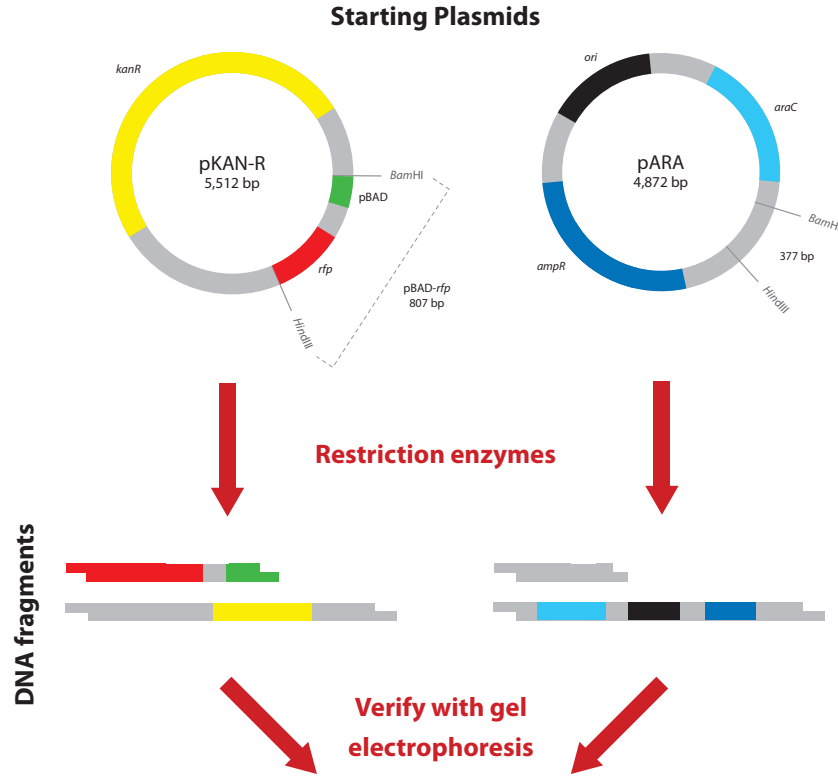 Starting Plasmids
kanR
pKAN-R
5,512 bp
BamHI
pBAD
rfp
pBAD-rfp
807 bp
HindIII
ori
araC
pARA
4,872 bp
BamH
377 bp
ampR
HindIII
Restriction enzymes
DNA fragments
Verify with gel
electrophoresis